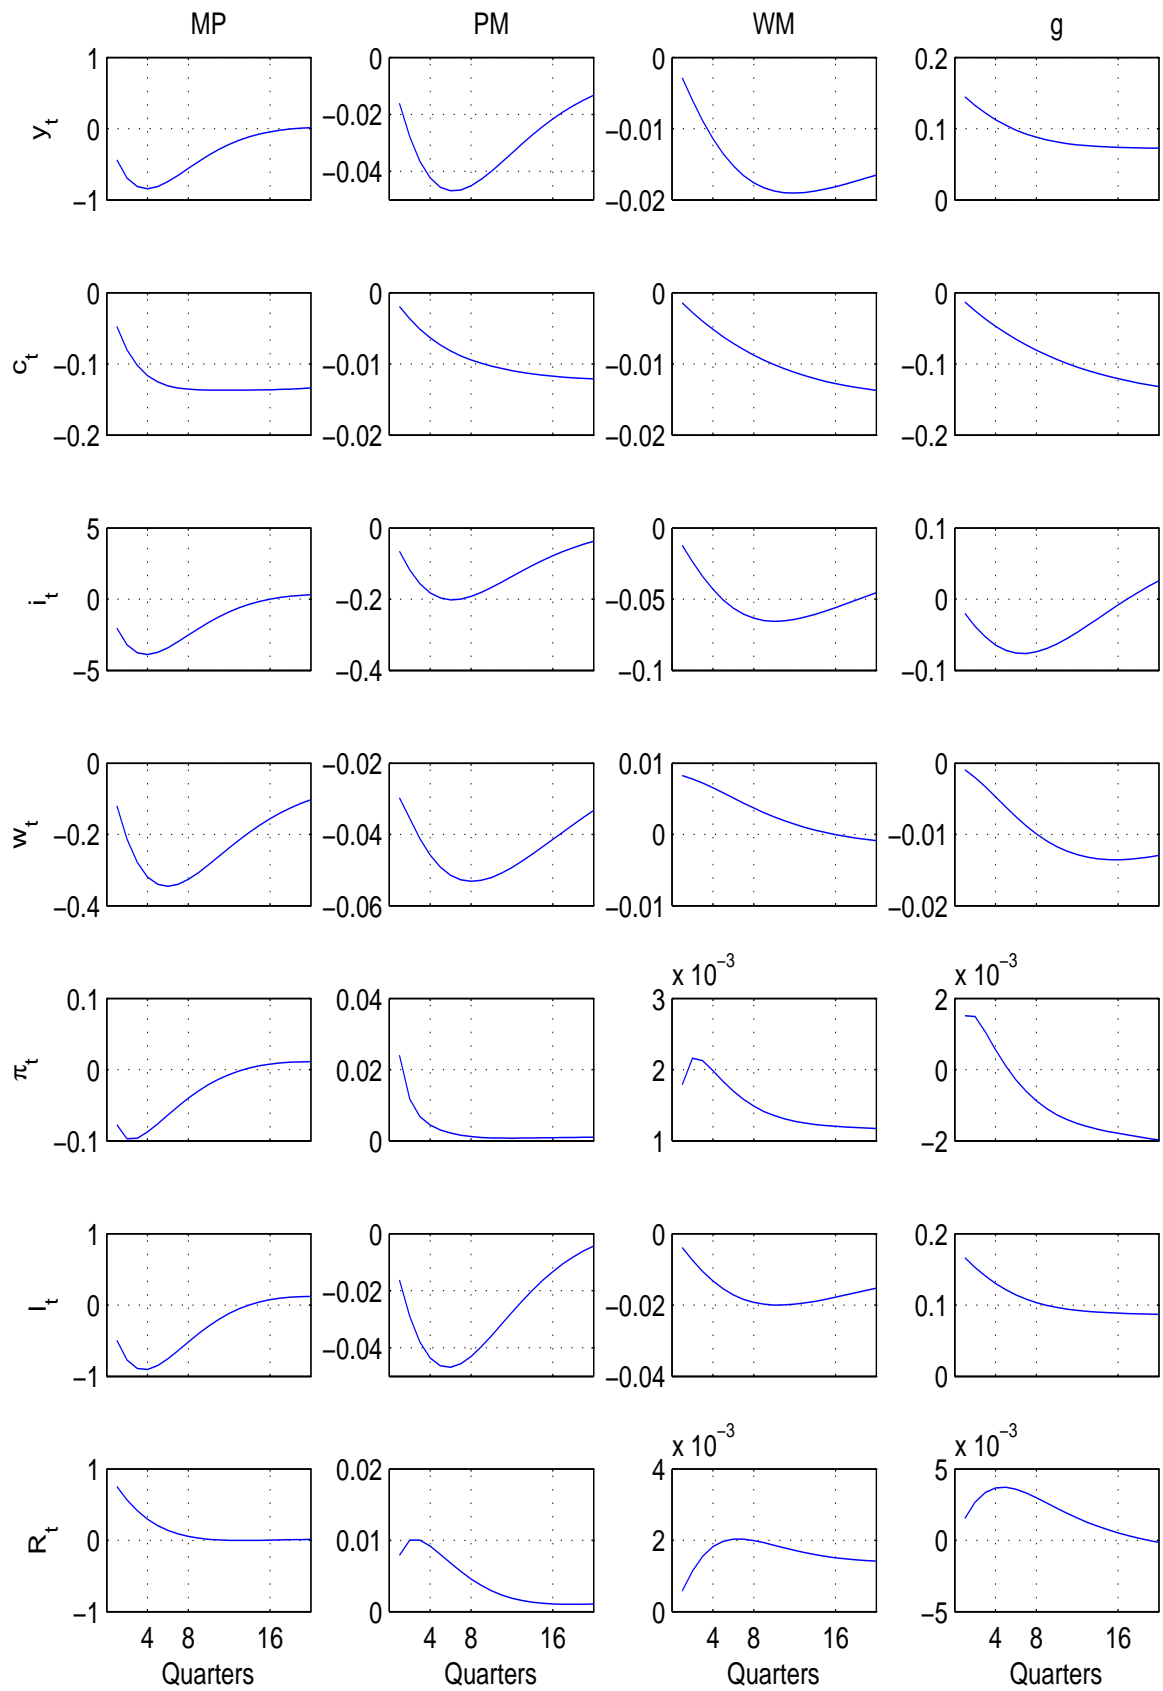 MP PM WM g
y_t
1 0 −1
0 −0.02 −0.04
0 −0.01 −0.02
0.2 0.1 0
c_t
0 −0.1 −0.2
0 −0.01 −0.02
0 −0.01 −0.02
0 −0.1 −0.2
i_t
5 0 −5
0 −0.2 −0.4
0 −0.05 −0.1
0.1 0 −0.1
w_t
0 −0.2 −0.4
−0.02 −0.04 −0.06
0.01 0 −0.01
0 −0.01 −0.02
π_t
0.1 0 −0.1
0.04 0.02 0
x 10^−3
3 2 1
x 10^−3
2 0 −2
l_t
1 0 −1
0 −0.02 −0.04
0 −0.02 −0.04
0.2 0.1 0
R_t
1 0 −1
0.02 0.01 0
x 10^−3
4 2 0
x 10^−3
5 0 −5
4 8 16
4 8 16
4 8 16
4 8 16
Quarters Quarters Quarters Quarters